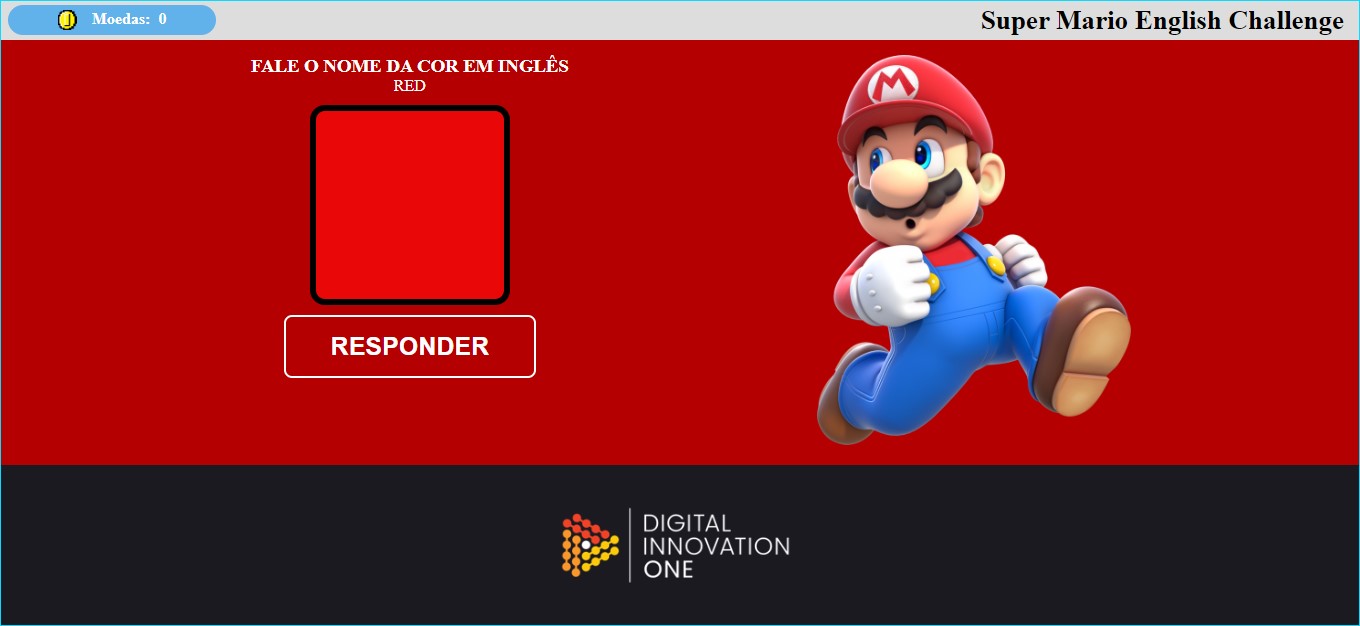 Moedas: 0
Super Mario English Challenge
FALE O NOME DA COR EM INGLÊS
RED
RESPONDER
M
DIGITAL
INNOVATION
ONE